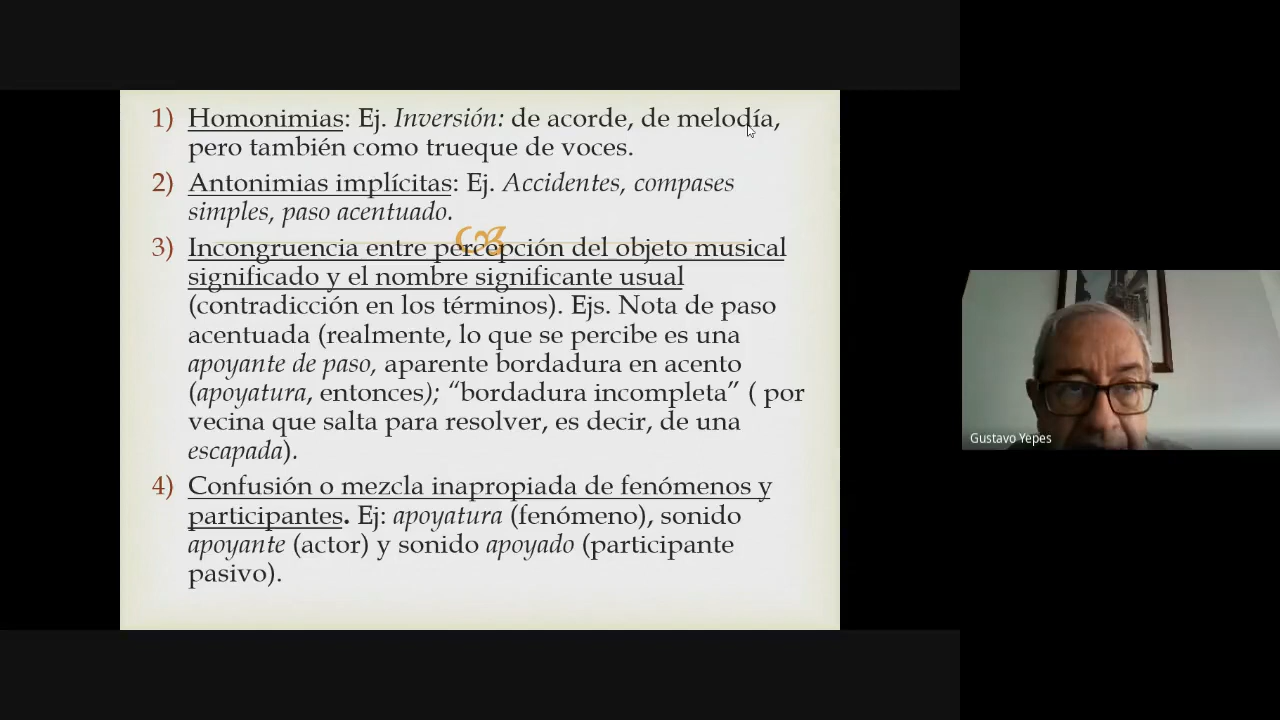 1) Homonimias: Ej. Inversión: de acorde, de melodía,
pero también como trueque de voces.
2) Antonimias implícitas: Ej. Accidentes, compases
simples, paso acentuado.
3) Incongruencia entre percepción del objeto musical
significado y el nombre significante usual
(contradicción en los términos). Ejs. Nota de paso
acentuada (realmente, lo que se percibe es una
apoyante de paso, aparente bordadura en acento
(apoyatura, entonces); “bordadura incompleta” ( por
vecina que salta para resolver, es decir, de una
escapada).
4) Confusión o mezcla inapropiada de fenómenos y
participantes. Ej: apoyatura (fenómeno), sonido
apoyante (actor) y sonido apoyado (participante
pasivo).
Gustavo Yepes